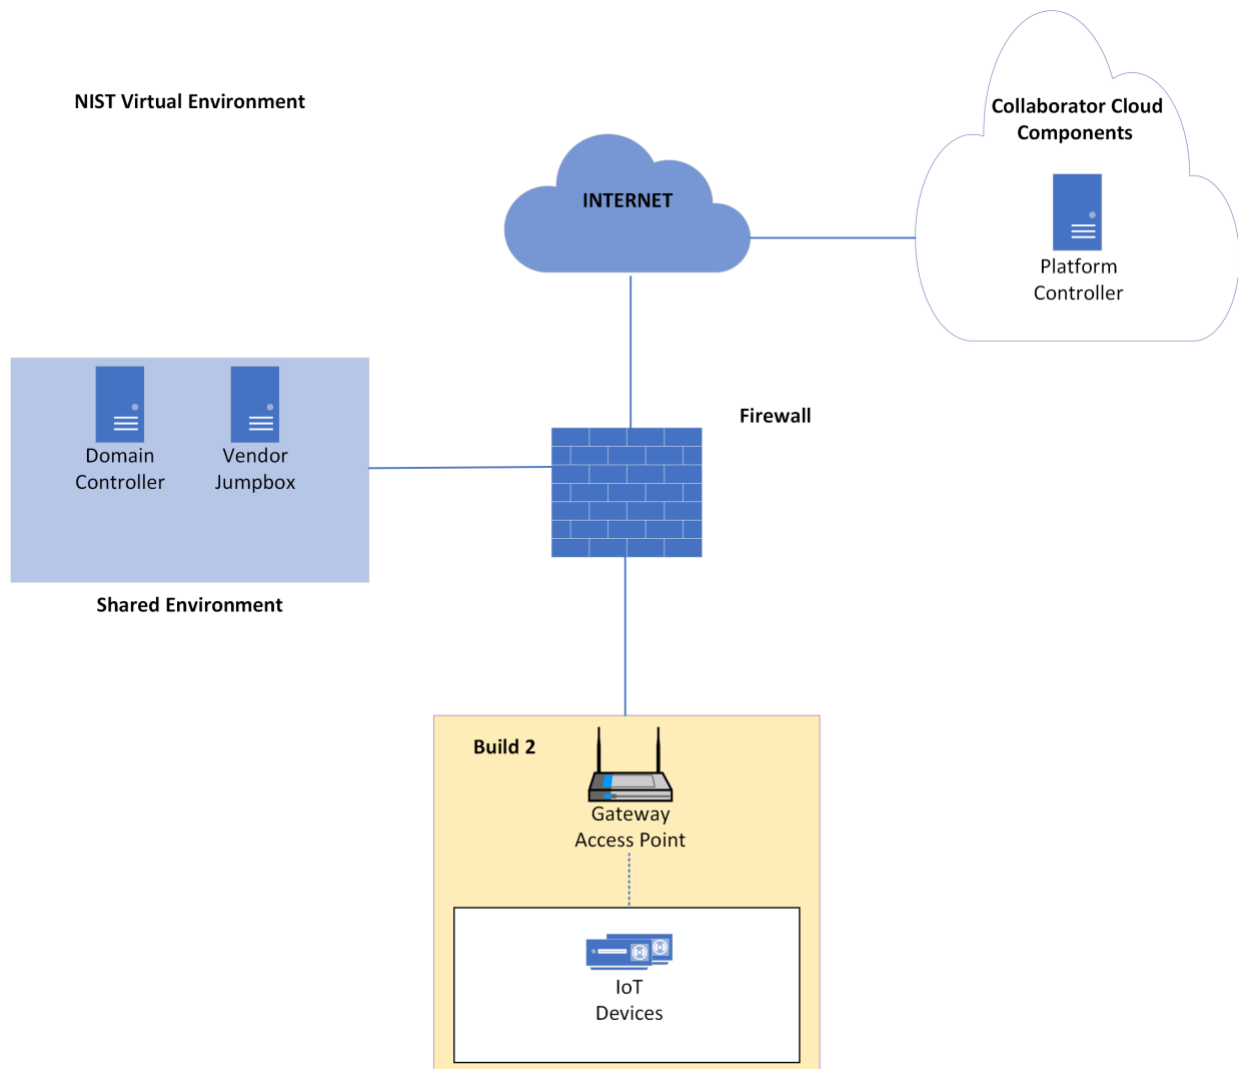 NIST Virtual Environment
Collaborator Cloud
Components
INTERNET
Platform
Controller
Firewall
Domain
Controller
Vendor
Jumpbox
Shared Environment
Build 2
Gateway
Access Point
IoT
Devices